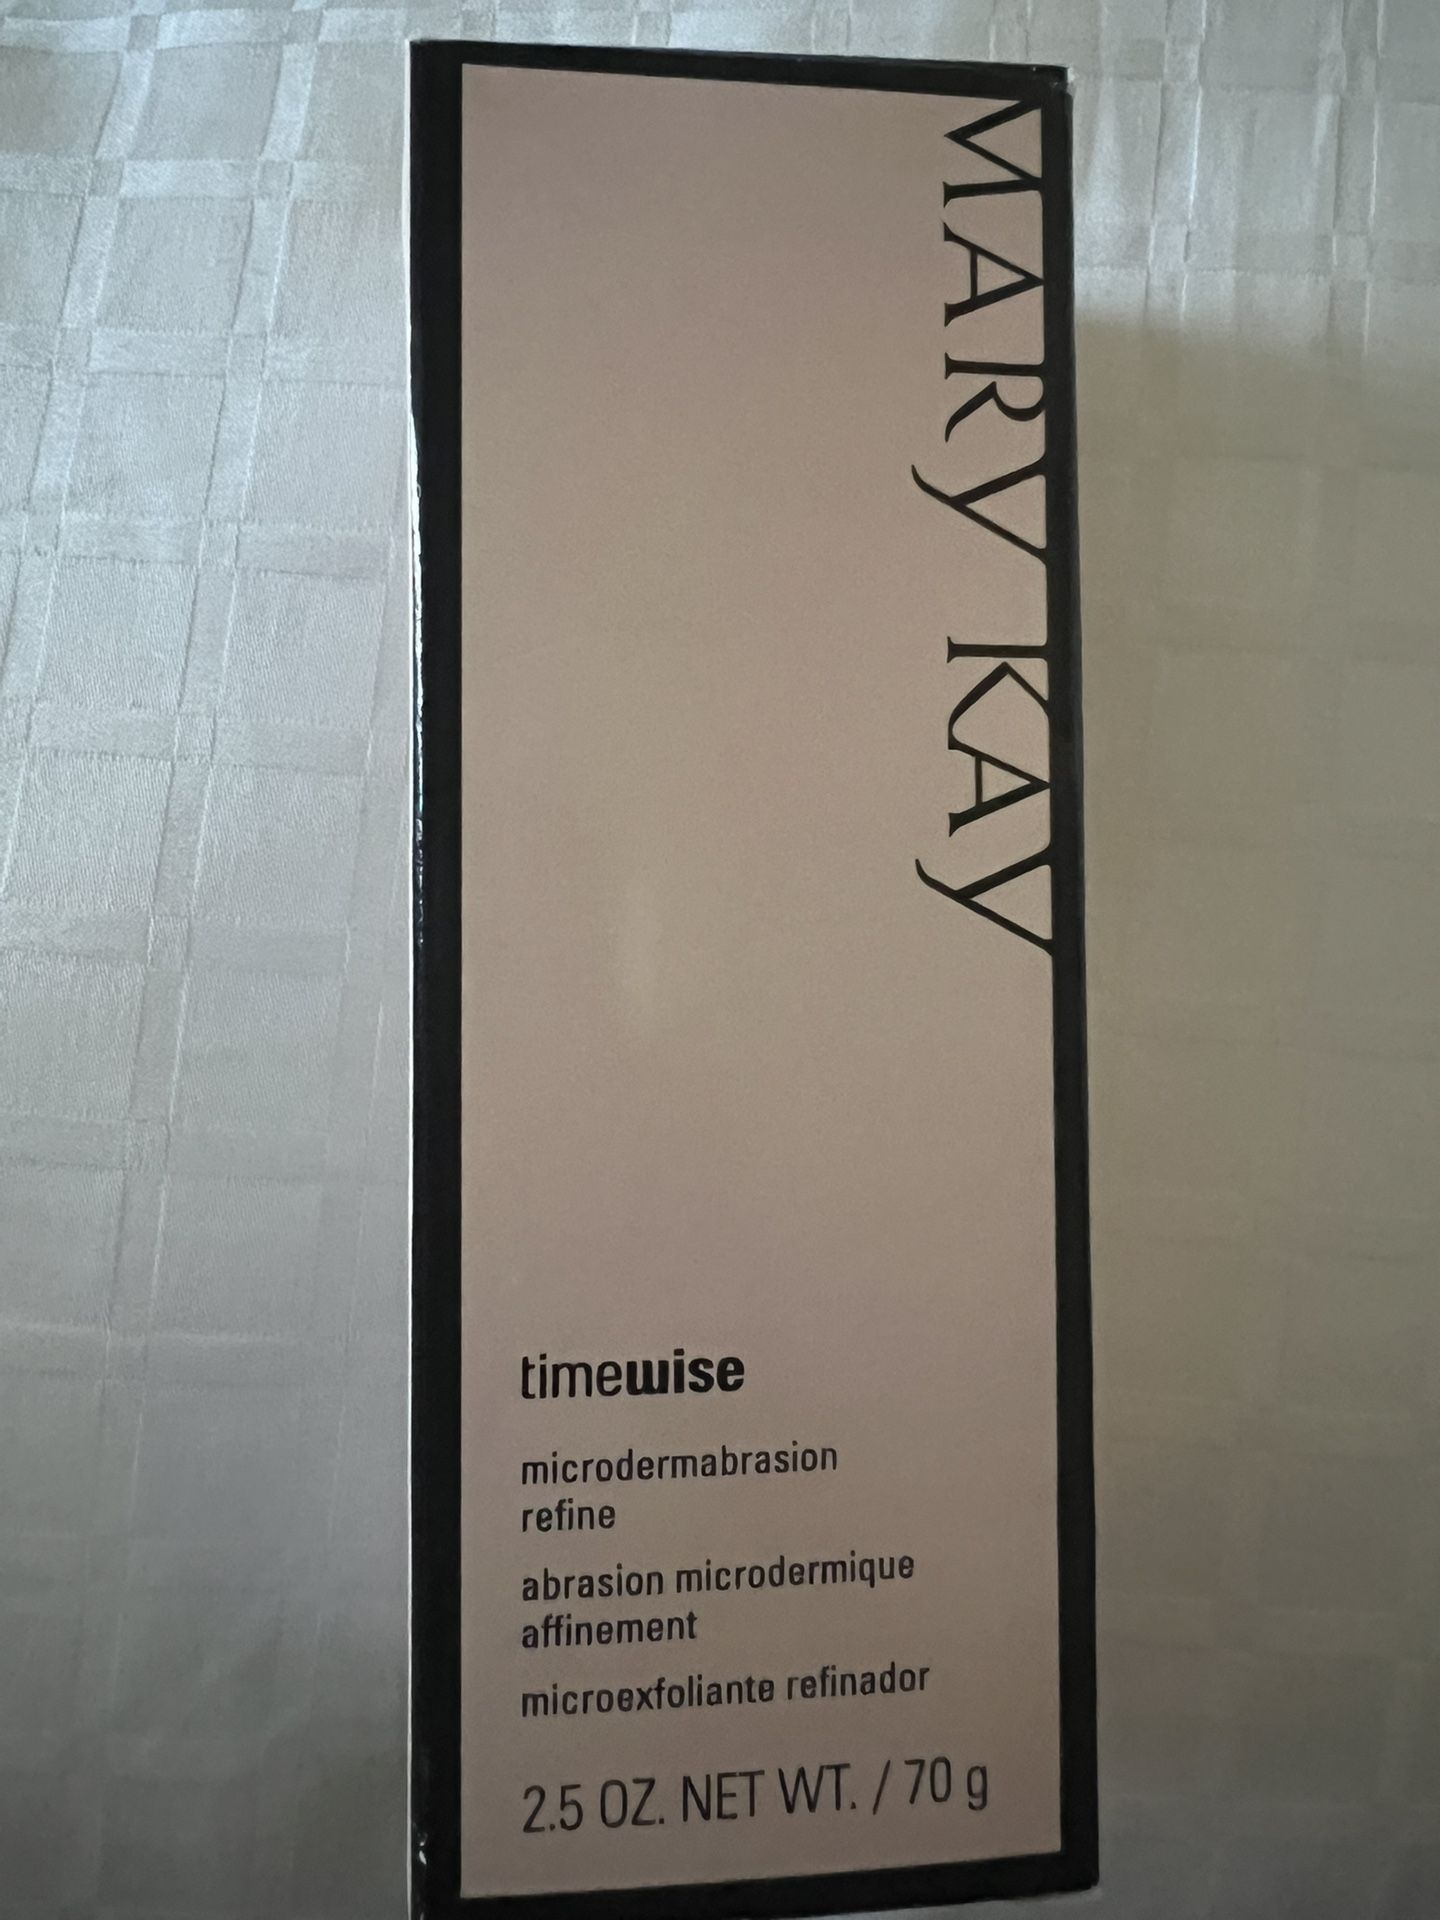 MARY KAY
timewise
microdermabrasion
refine
abrasion microdermique
affinement
microexfoliante refinador
2.5 OZ. NET WT. / 70 g